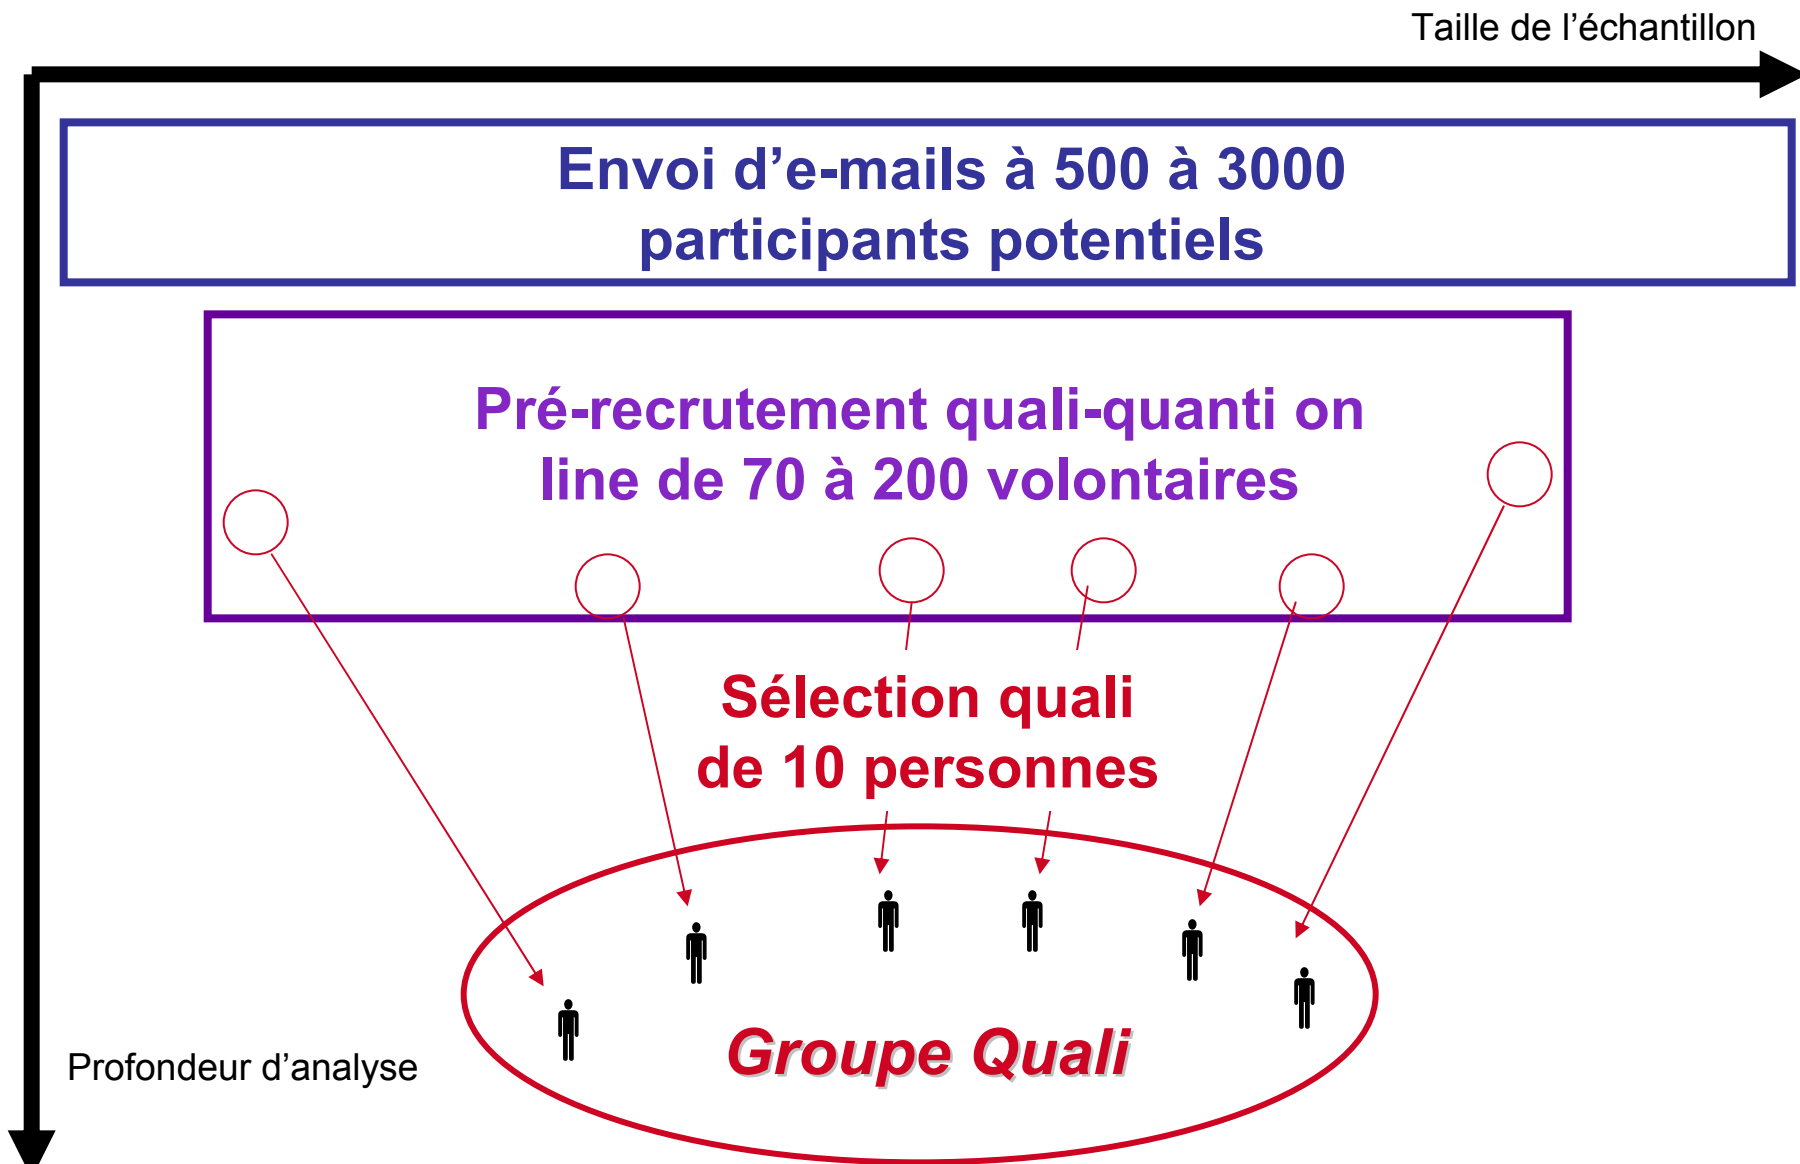 Taille de l’échantillon
Envoi d’e-mails à 500 à 3000
participants potentiels
Pré-recrutement quali-quanti on
line de 70 à 200 volontaires
Sélection quali
de 10 personnes
Groupe Quali
Profondeur d’analyse